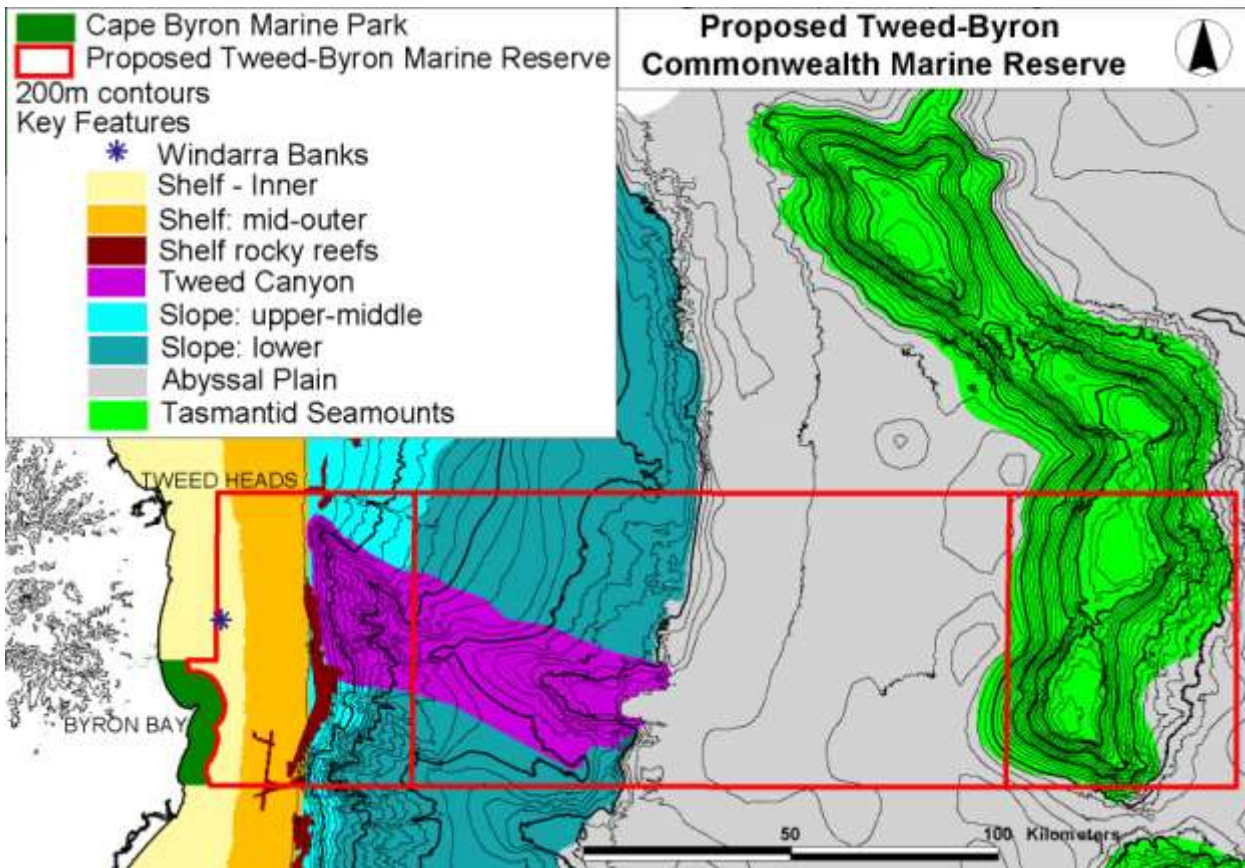 Cape Byron Marine Park
Proposed Tweed-Byron Marine Reserve
200m contours
Key Features
Windarra Banks
Shelf - Inner
Shelf: mid-outer
Shelf rocky reefs
Tweed Canyon
Slope: upper-middle
Slope: lower
Abyssal Plain
Tasmantid Seamounts
Proposed Tweed-Byron
Commonwealth Marine Reserve
TWEED HEADS
BYRON BAY
0 50 100 Kilometers